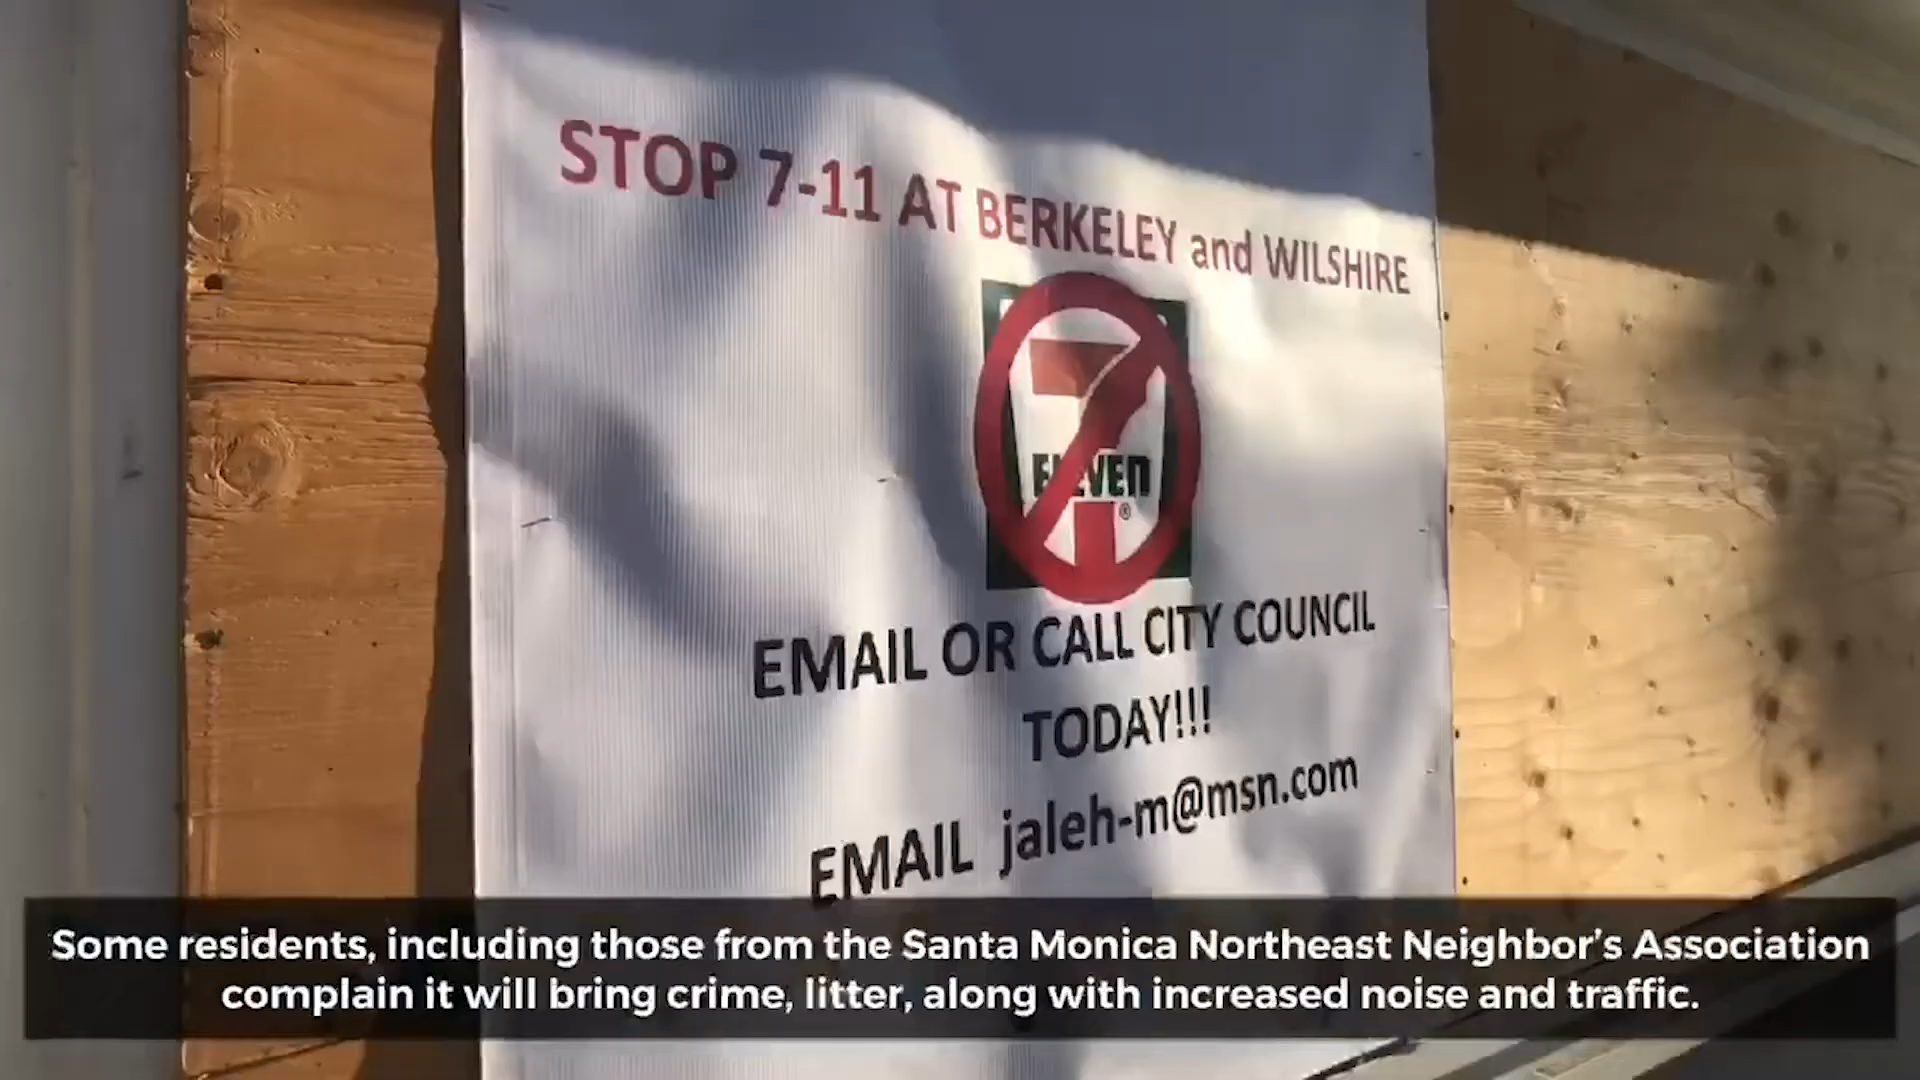 STOP 7-11 AT BERKELEY and WILSHIRE
7
ELEVEN
®
EMAIL OR CALL CITY COUNCIL
TODAY!!!
EMAIL jaleh-m@msn.com
Some residents, including those from the Santa Monica Northeast Neighbor’s Association
complain it will bring crime, litter, along with increased noise and traffic.